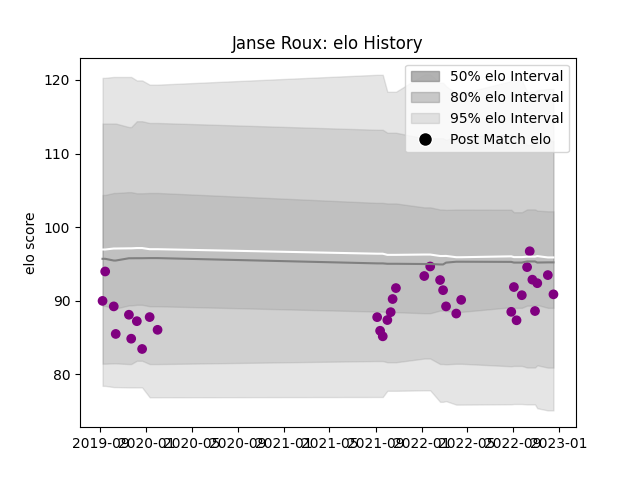 Janse Roux: elo History
50% elo Interval
80% elo Interval
95% elo Interval
Post Match elo
elo score
120
110
100
90
80
2019-09 2020-01 2020-05 2020-09 2021-01 2021-05 2021-09 2022-01 2022-05 2022-09 2023-01